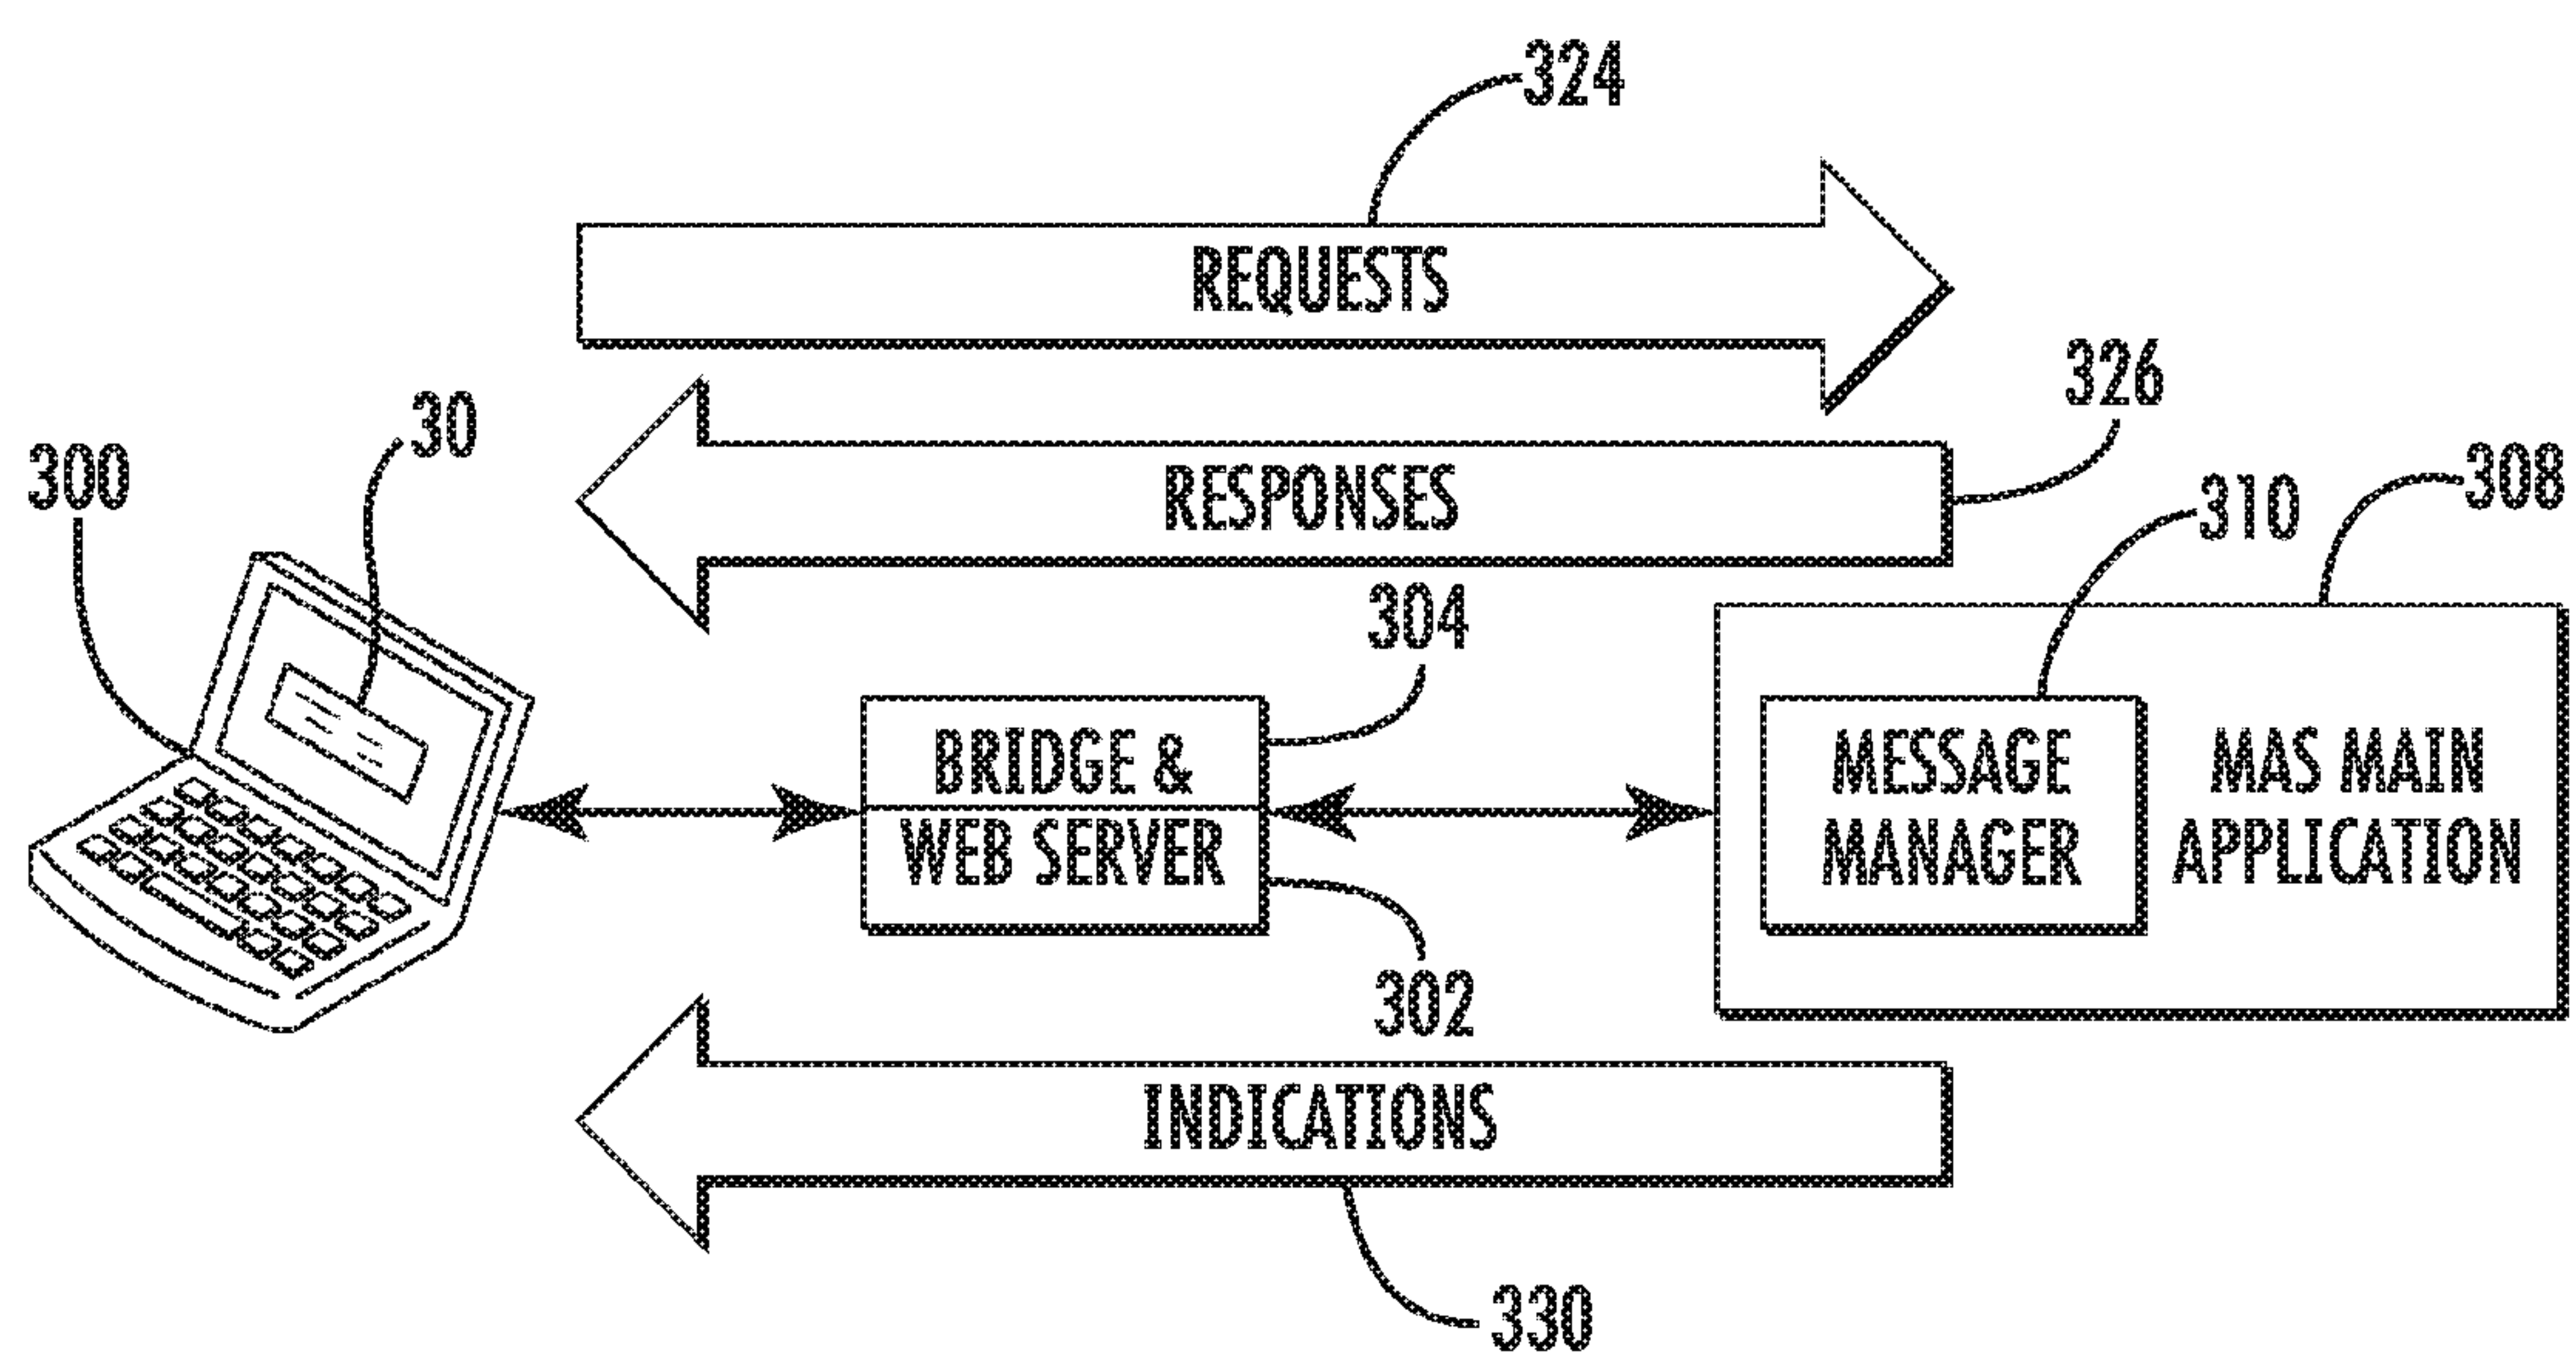 324
REQUESTS
326
30
300
RESPONSES
308
310
304
BRIDGE &
WEB SERVER
MESSAGE
MANAGER
MAS MAIN
APPLICATION
302
INDICATIONS
330